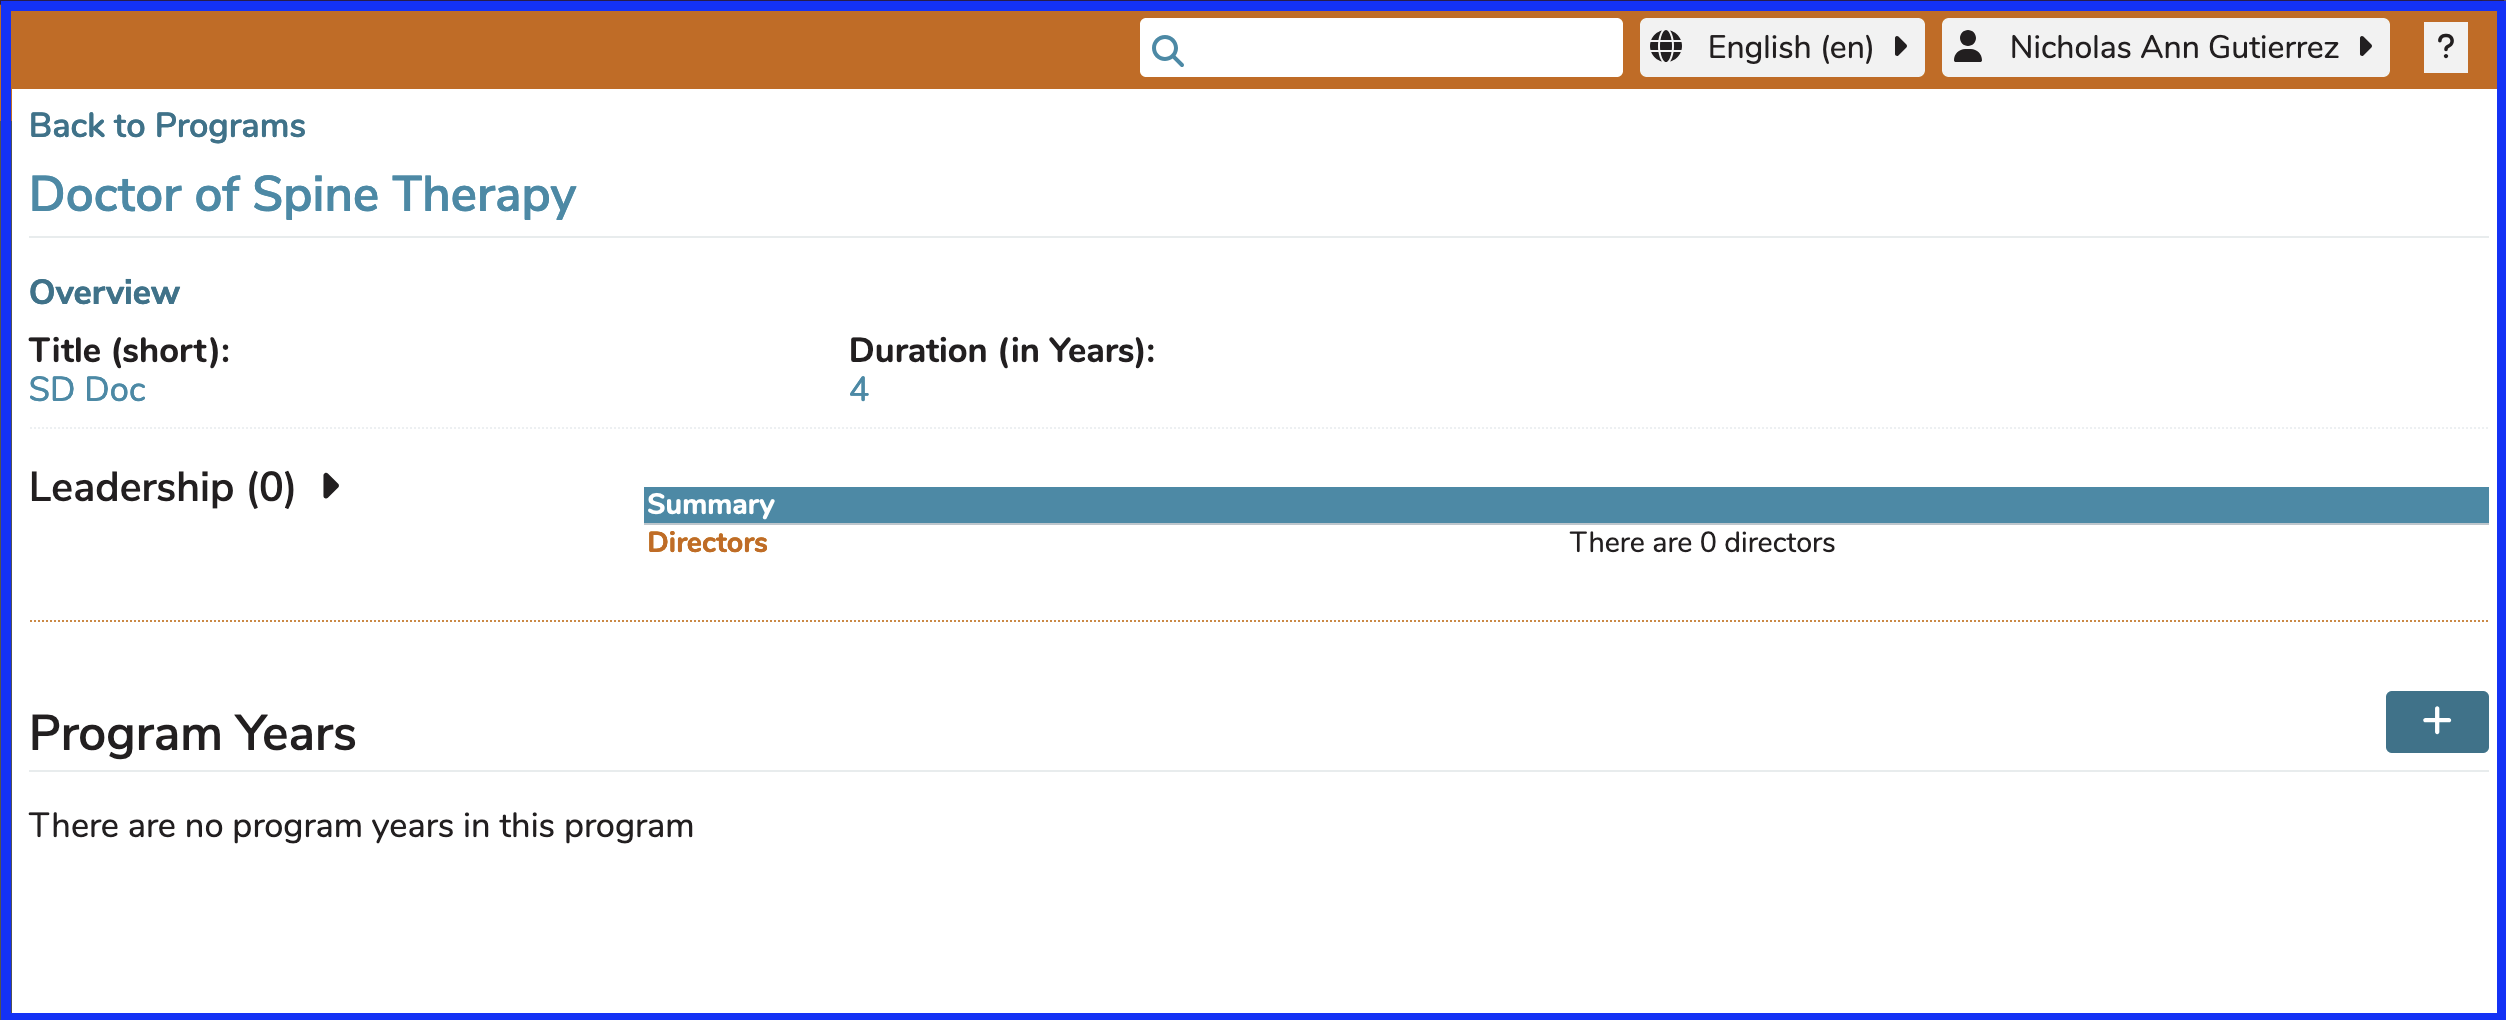 English (en)
Nicholas Ann Gutierrez
?
Back to Programs
Doctor of Spine Therapy
Overview
Title (short):
Duration (in Years):
SD Doc
4
Leadership (0)
Summary
Directors
There are 0 directors
Program Years
+
There are no program years in this program